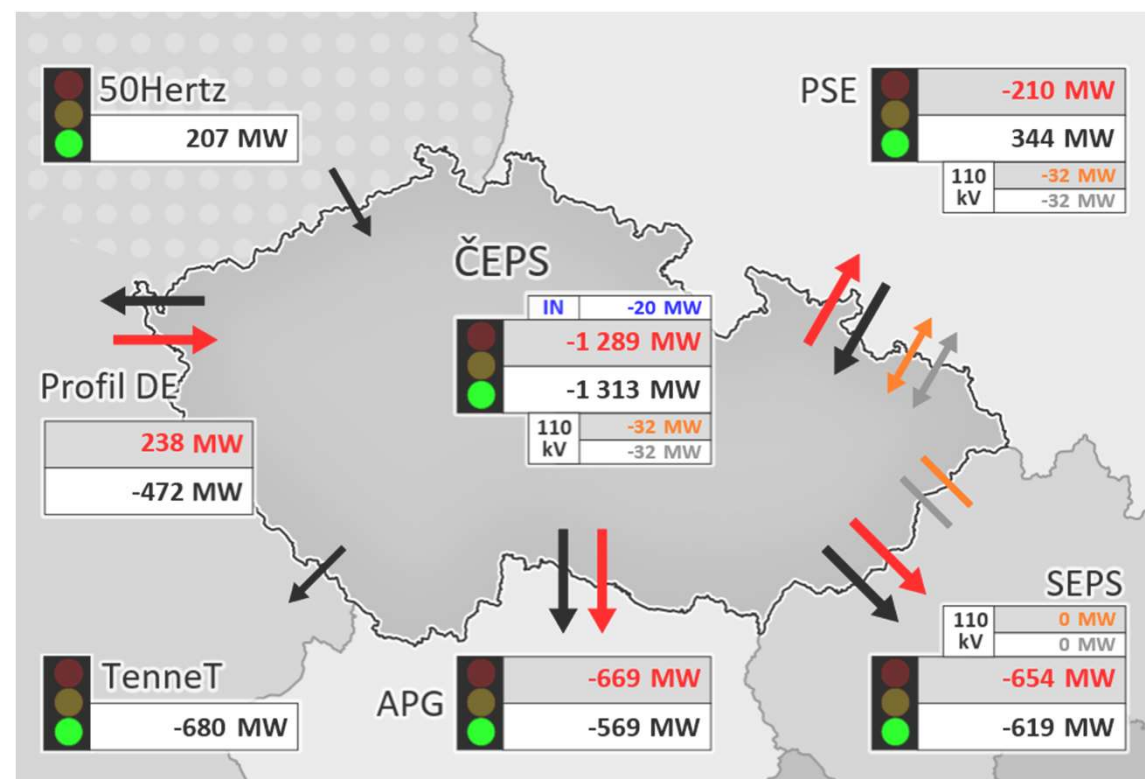 50Hertz
207 MW
PSE
-210 MW
344 MW
110 kV
-32 MW
-32 MW
ČEPS
IN -20 MW
-1 289 MW
-1 313 MW
110 kV
-32 MW
-32 MW
Profil DE
238 MW
-472 MW
TenneT
-680 MW
APG
-669 MW
-569 MW
SEPS
110 kV
0 MW
0 MW
-654 MW
-619 MW